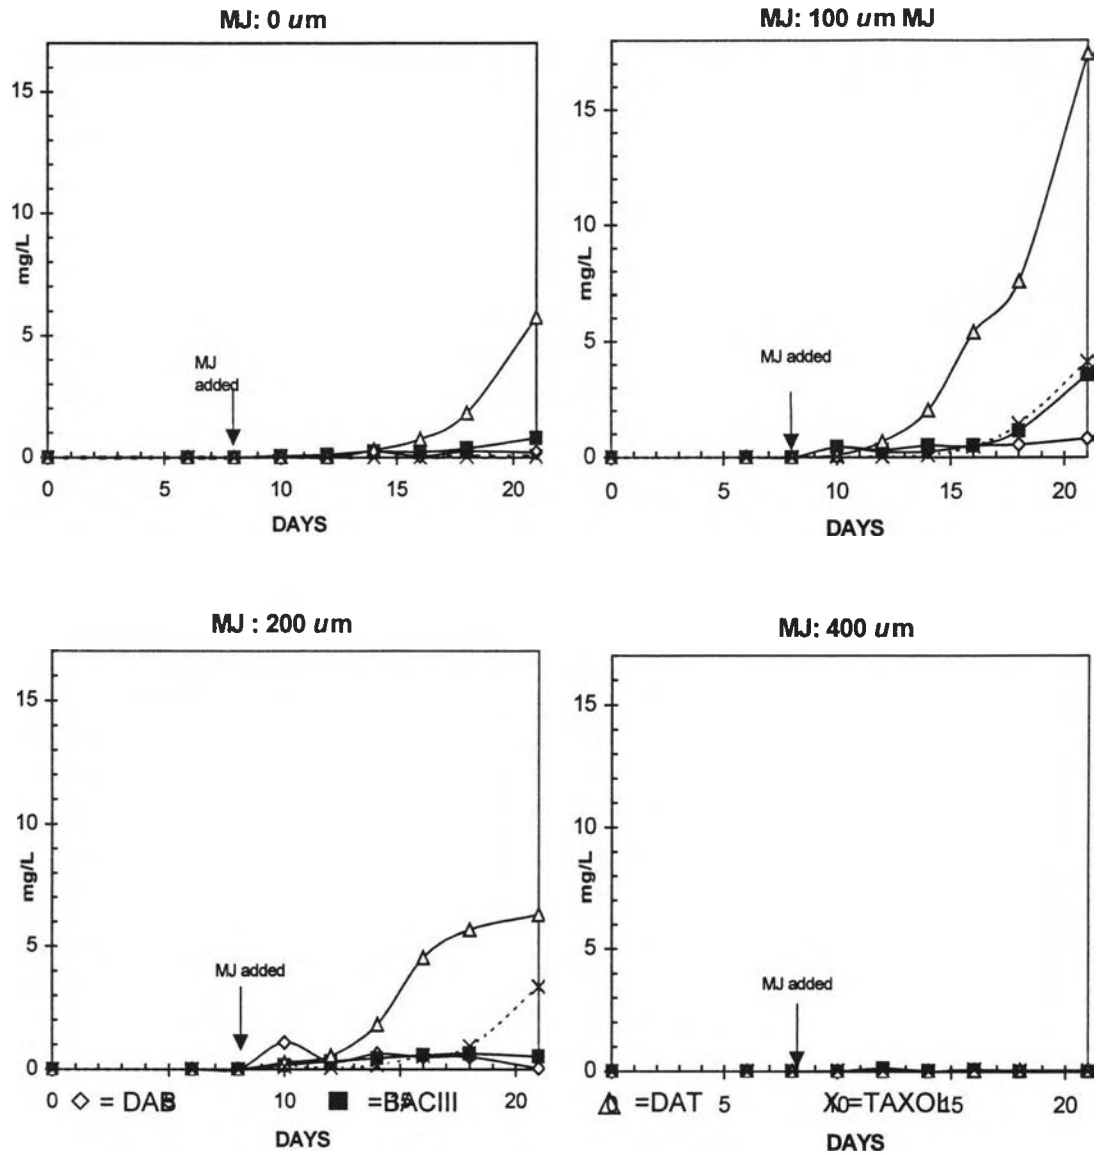 MJ: 0 um
15
10
5
0
mg/L
MJ
added
0 5 10 15 20
DAYS
MJ: 100 um MJ
15
10
5
0
mg/L
MJ added
0 5 10 15 20
DAYS
MJ : 200 um
15
10
5
0
mg/L
MJ added
0 10 20
◇ = DAB ■ =BACIII
DAYS
MJ: 400 um
15
10
5
0
mg/L
MJ added
0 5 15 20
△ =DAT X =TAXOL
DAYS